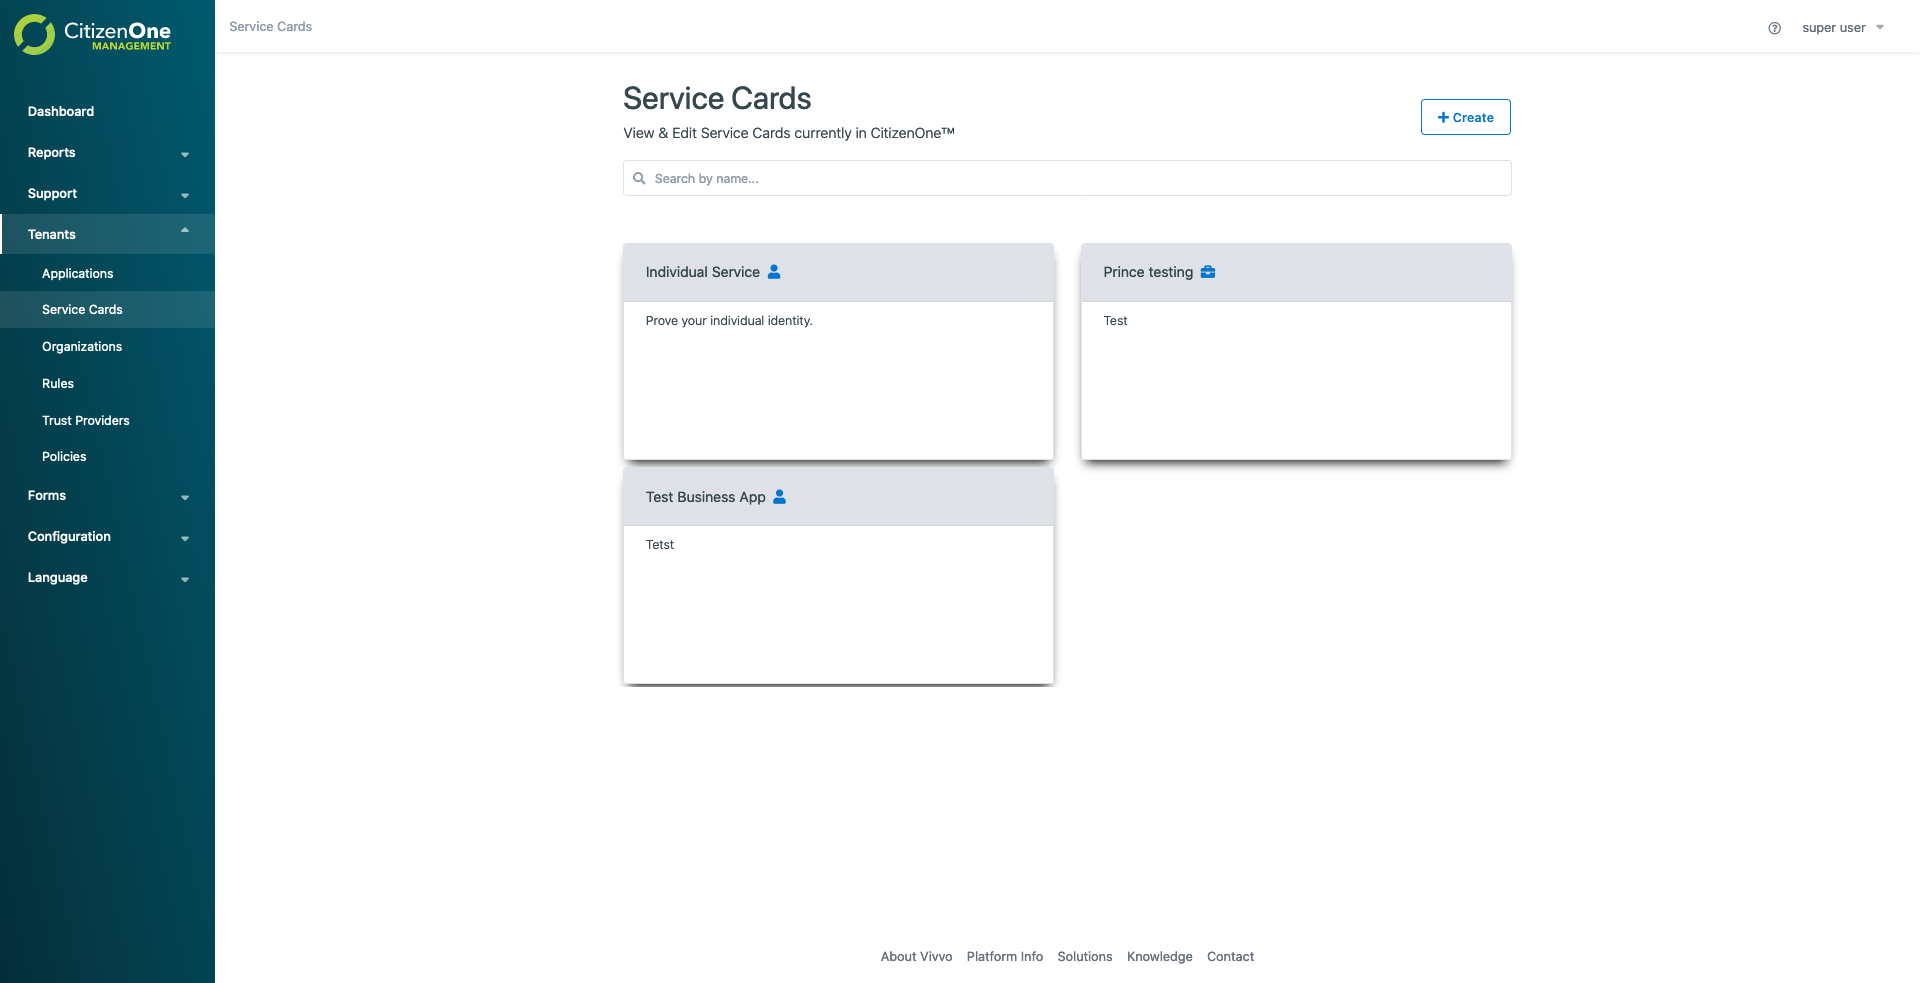 CitizenOne
MANAGEMENT
Service Cards
super user
Dashboard
Reports
Support
Tenants
Applications
Service Cards
Organizations
Rules
Trust Providers
Policies
Forms
Configuration
Language
Service Cards
View & Edit Service Cards currently in CitizenOne™
Create
Search by name...
Individual Service
Prove your individual identity.
Prince testing
Test
Test Business App
Tetst
About Vivvo Platform Info Solutions Knowledge Contact